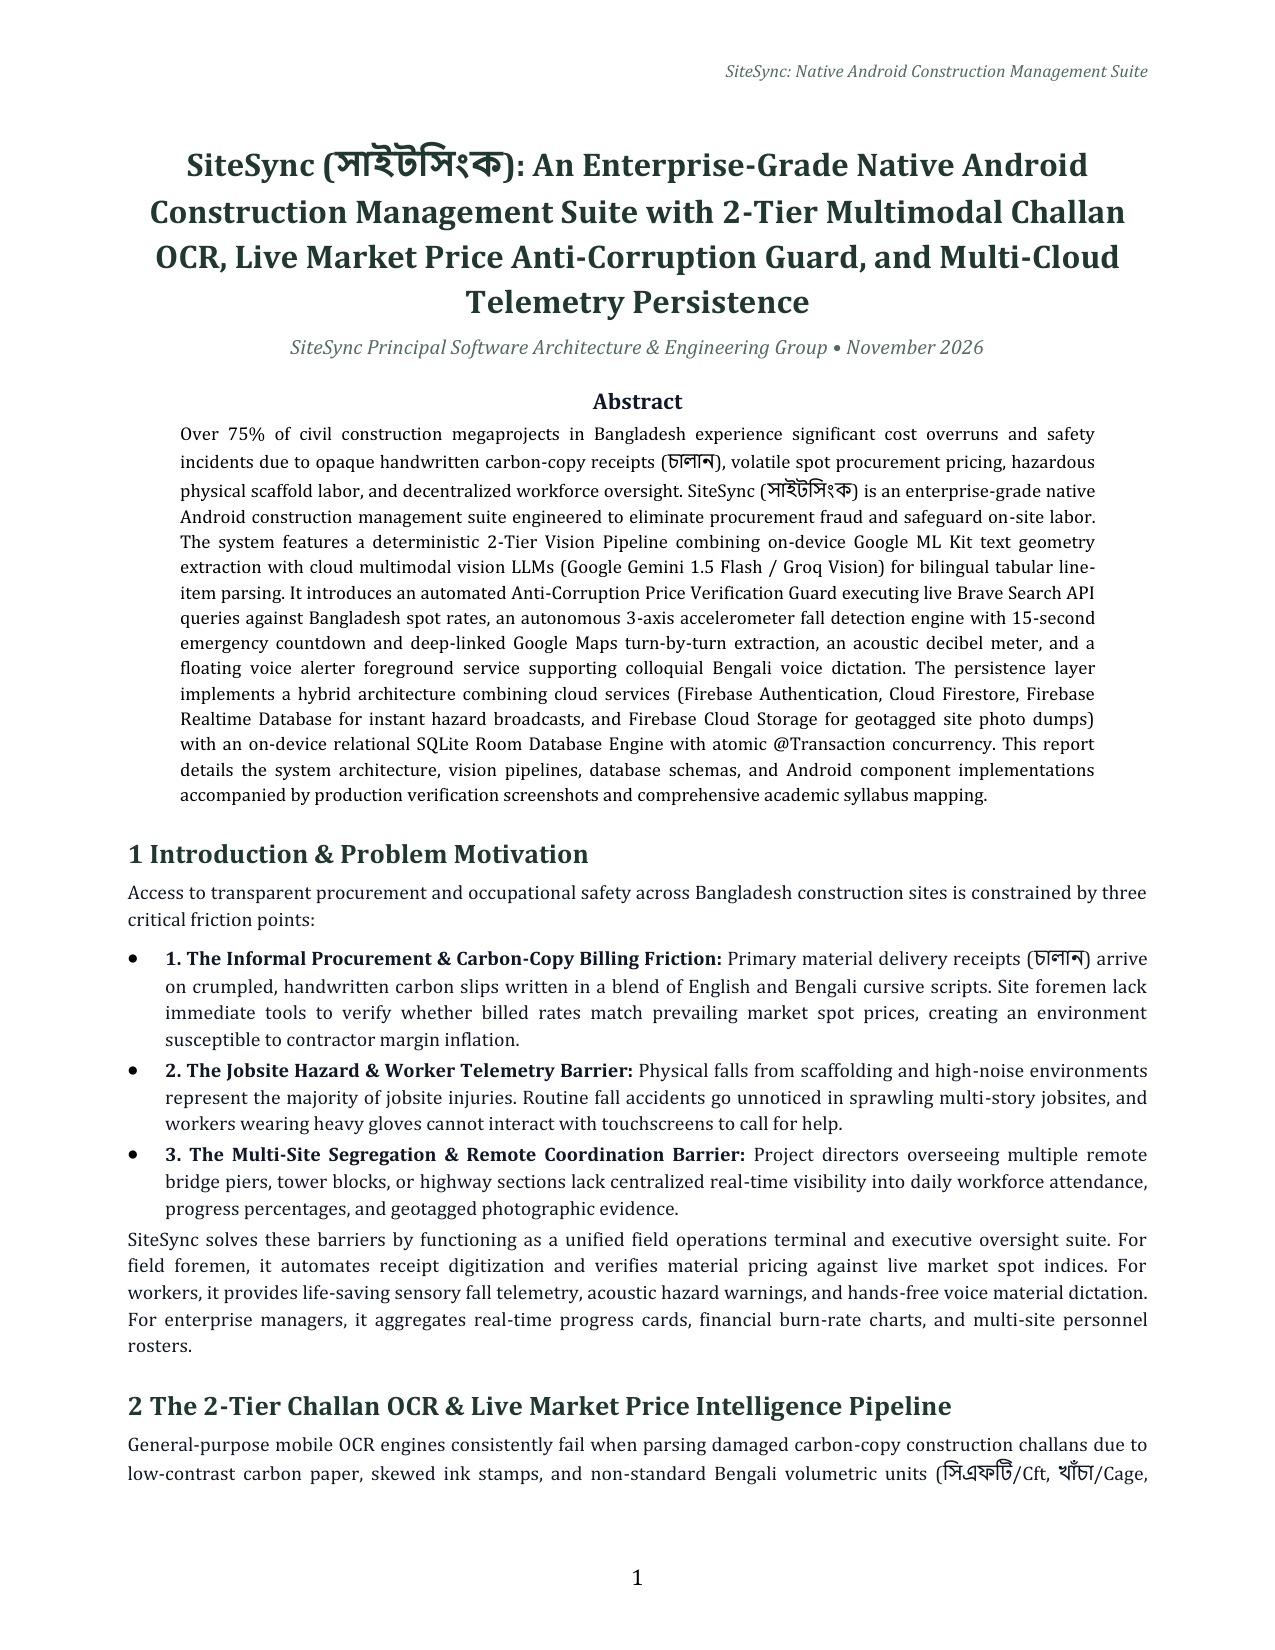 SiteSync: Native Android Construction Management Suite
SiteSync (সাইটসিংক): An Enterprise-Grade Native Android
Construction Management Suite with 2-Tier Multimodal Challan
OCR, Live Market Price Anti-Corruption Guard, and Multi-Cloud
Telemetry Persistence
SiteSync Principal Software Architecture & Engineering Group • November 2026
Abstract
Over 75% of civil construction megaprojects in Bangladesh experience significant cost overruns and safety
incidents due to opaque handwritten carbon-copy receipts (চালান), volatile spot procurement pricing, hazardous
physical scaffold labor, and decentralized workforce oversight. SiteSync (সাইটসিংক) is an enterprise-grade native
Android construction management suite engineered to eliminate procurement fraud and safeguard on-site labor.
The system features a deterministic 2-Tier Vision Pipeline combining on-device Google ML Kit text geometry
extraction with cloud multimodal vision LLMs (Google Gemini 1.5 Flash / Groq Vision) for bilingual tabular line-
item parsing. It introduces an automated Anti-Corruption Price Verification Guard executing live Brave Search API
queries against Bangladesh spot rates, an autonomous 3-axis accelerometer fall detection engine with 15-second
emergency countdown and deep-linked Google Maps turn-by-turn extraction, an acoustic decibel meter, and a
floating voice alerter foreground service supporting colloquial Bengali voice dictation. The persistence layer
implements a hybrid architecture combining cloud services (Firebase Authentication, Cloud Firestore, Firebase
Realtime Database for instant hazard broadcasts, and Firebase Cloud Storage for geotagged site photo dumps)
with an on-device relational SQLite Room Database Engine with atomic @Transaction concurrency. This report
details the system architecture, vision pipelines, database schemas, and Android component implementations
accompanied by production verification screenshots and comprehensive academic syllabus mapping.
1 Introduction & Problem Motivation
Access to transparent procurement and occupational safety across Bangladesh construction sites is constrained by three
critical friction points:
• 1. The Informal Procurement & Carbon-Copy Billing Friction: Primary material delivery receipts (চালান) arrive
on crumpled, handwritten carbon slips written in a blend of English and Bengali cursive scripts. Site foremen lack
immediate tools to verify whether billed rates match prevailing market spot prices, creating an environment
susceptible to contractor margin inflation.
• 2. The Jobsite Hazard & Worker Telemetry Barrier: Physical falls from scaffolding and high-noise environments
represent the majority of jobsite injuries. Routine fall accidents go unnoticed in sprawling multi-story jobsites, and
workers wearing heavy gloves cannot interact with touchscreens to call for help.
• 3. The Multi-Site Segregation & Remote Coordination Barrier: Project directors overseeing multiple remote
bridge piers, tower blocks, or highway sections lack centralized real-time visibility into daily workforce attendance,
progress percentages, and geotagged photographic evidence.
SiteSync solves these barriers by functioning as a unified field operations terminal and executive oversight suite. For
field foremen, it automates receipt digitization and verifies material pricing against live market spot indices. For
workers, it provides life-saving sensory fall telemetry, acoustic hazard warnings, and hands-free voice material dictation.
For enterprise managers, it aggregates real-time progress cards, financial burn-rate charts, and multi-site personnel
rosters.
2 The 2-Tier Challan OCR & Live Market Price Intelligence Pipeline
General-purpose mobile OCR engines consistently fail when parsing damaged carbon-copy construction challans due to
low-contrast carbon paper, skewed ink stamps, and non-standard Bengali volumetric units (সিএফটি/Cft, খাঁচা/Cage,
1